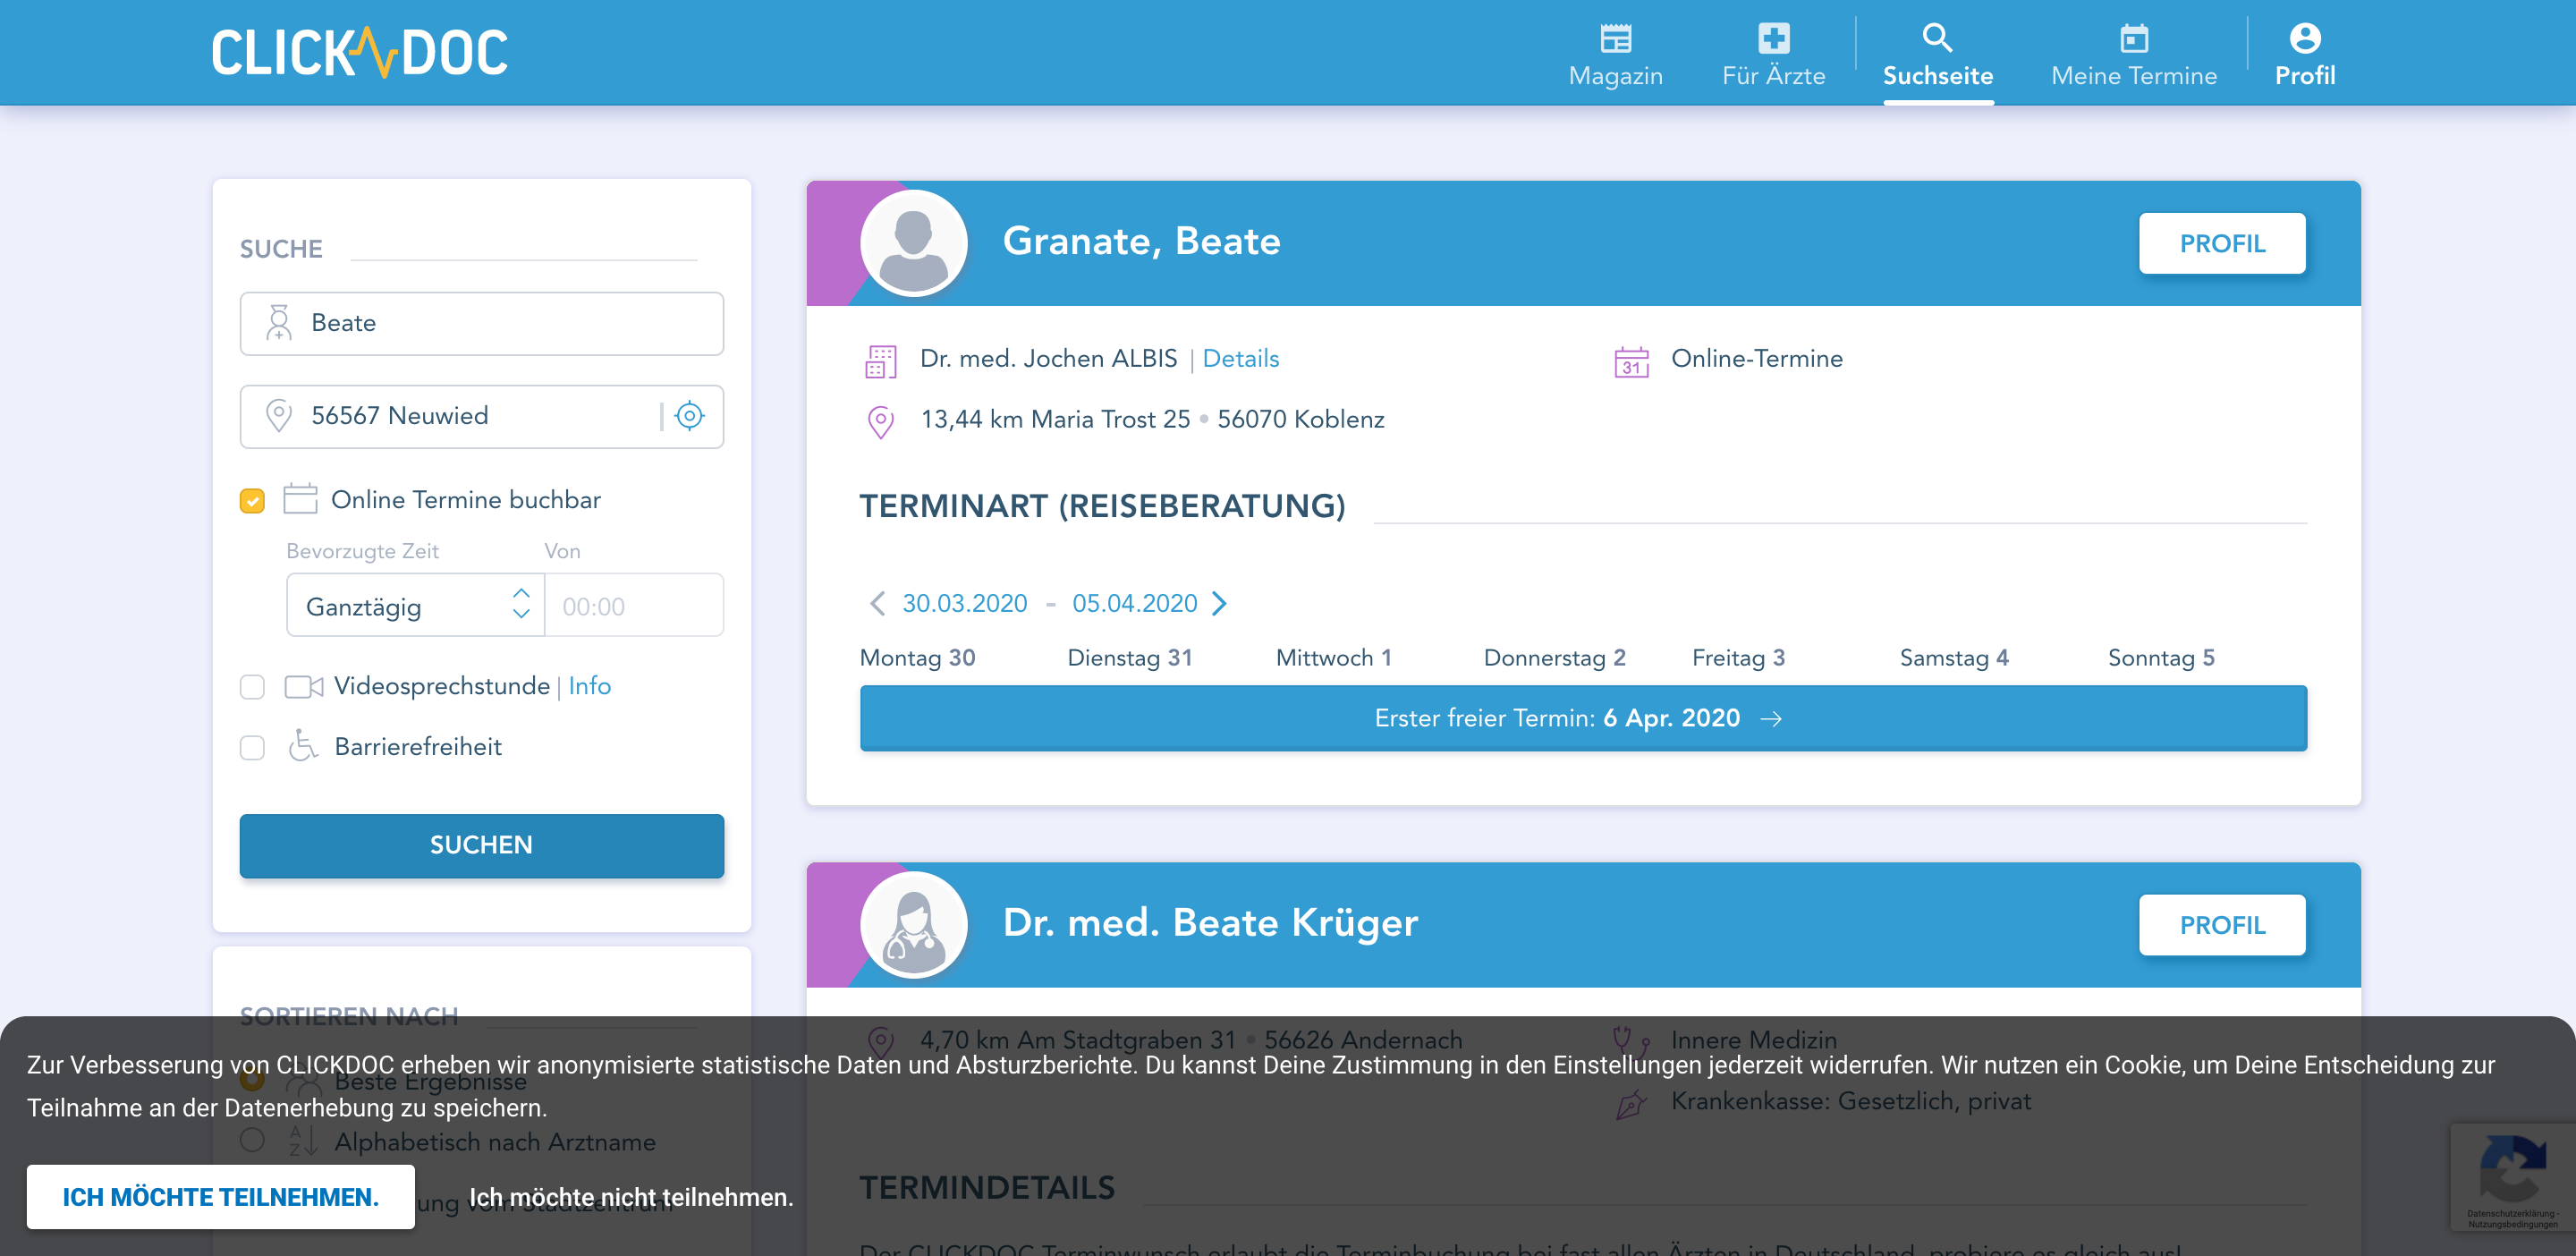 CLICKDOC
Magazin
Für Ärzte
Suchseite
Meine Termine
Profil
SUCHE
Beate
56567 Neuwied
Online Termine buchbar
Bevorzugte Zeit Von
Ganztägig 00:00
Videosprechstunde | Info
Barrierefreiheit
SUCHEN
SORTIEREN NACH
Beste Ergebnisse
Alphabetisch nach Arztname
ung vom Stadtzentrum
Granate, Beate
PROFIL
Dr. med. Jochen ALBIS | Details
Online-Termine
31
13,44 km Maria Trost 25 • 56070 Koblenz
TERMINART (REISEBERATUNG)
30.03.2020 - 05.04.2020
Montag 30 Dienstag 31 Mittwoch 1 Donnerstag 2 Freitag 3 Samstag 4 Sonntag 5
Erster freier Termin: 6 Apr. 2020 →
Dr. med. Beate Krüger
PROFIL
4,70 km Am Stadtgraben 31 • 56626 Andernach
Innere Medizin
Krankenkasse: Gesetzlich, privat
TERMINDETAILS
Der CLICKDOC Terminwunsch erlaubt die Terminbuchung bei fast allen Ärzten in Deutschland, probiere es gleich aus!
Zur Verbesserung von CLICKDOC erheben wir anonymisierte statistische Daten und Absturzberichte. Du kannst Deine Zustimmung in den Einstellungen jederzeit widerrufen. Wir nutzen ein Cookie, um Deine Entscheidung zur
Teilnahme an der Datenerhebung zu speichern.
ICH MÖCHTE TEILNEHMEN.
Ich möchte nicht teilnehmen.
Datenschutzerklärung -
Nutzungsbedingungen